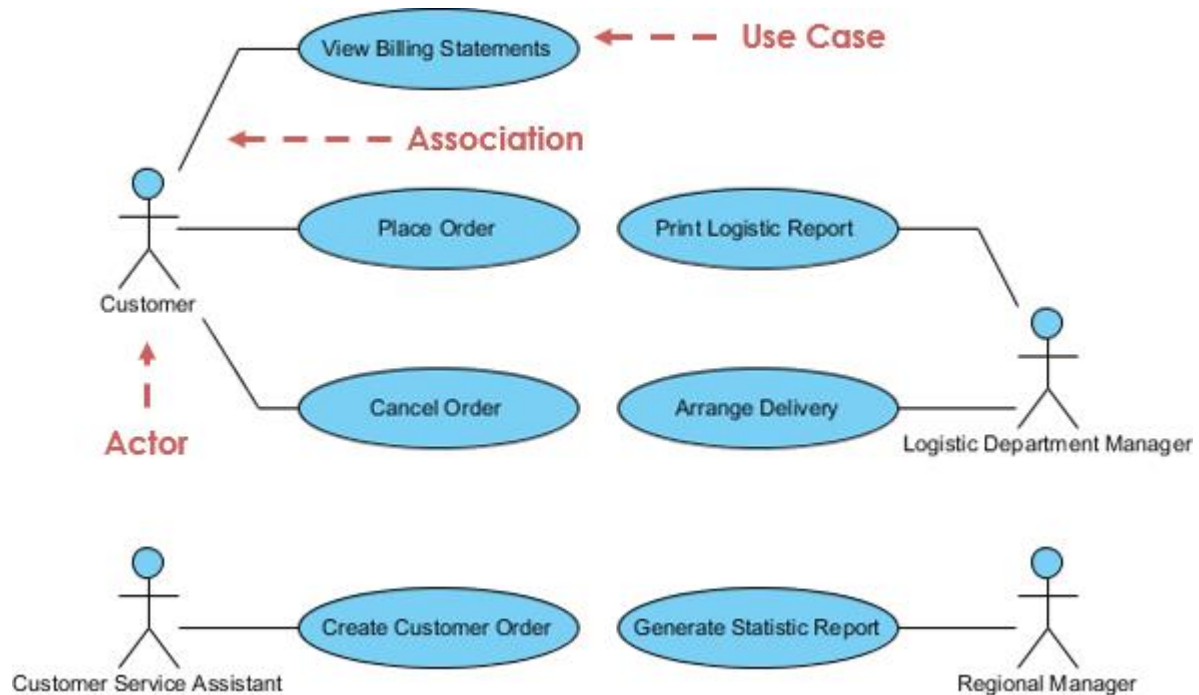 View Billing Statements
Use Case
Association
Place Order
Print Logistic Report
Customer
Cancel Order
Arrange Delivery
Actor
Logistic Department Manager
Create Customer Order
Generate Statistic Report
Customer Service Assistant
Regional Manager